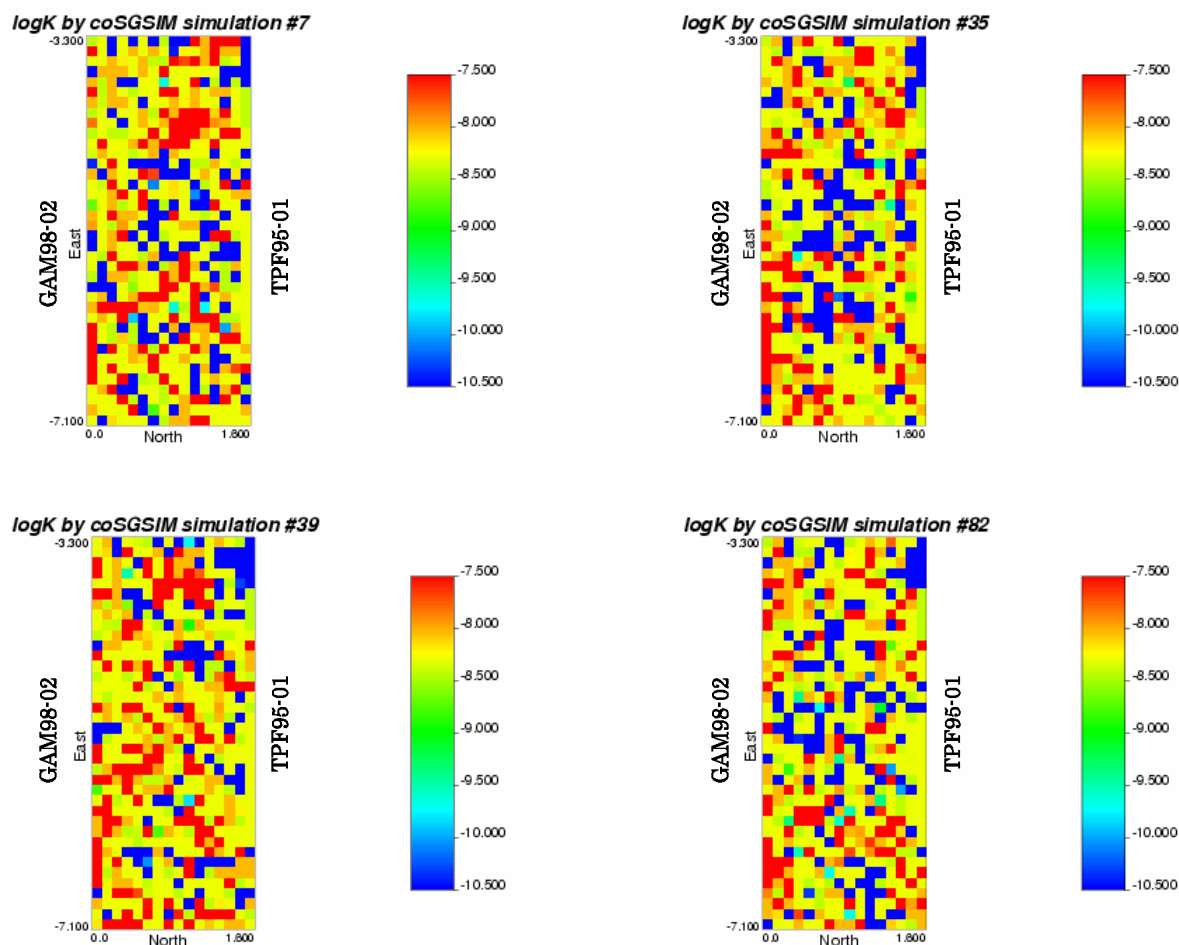 logK by coSGSIM simulation #7
-3.300
GAM98-02
East
-7.100
0.0
North
1.600
TPF95-01
-7.500
-8.000
-8.500
-9.000
-9.500
-10.000
-10.500
logK by coSGSIM simulation #35
-3.300
GAM98-02
East
-7.100
0.0
North
1.600
TPF95-01
-7.500
-8.000
-8.500
-9.000
-9.500
-10.000
-10.500
logK by coSGSIM simulation #39
-3.300
GAM98-02
East
-7.100
0.0
North
1.600
TPF95-01
-7.500
-8.000
-8.500
-9.000
-9.500
-10.000
-10.500
logK by coSGSIM simulation #82
-3.300
GAM98-02
East
-7.100
0.0
North
1.600
TPF95-01
-7.500
-8.000
-8.500
-9.000
-9.500
-10.000
-10.500